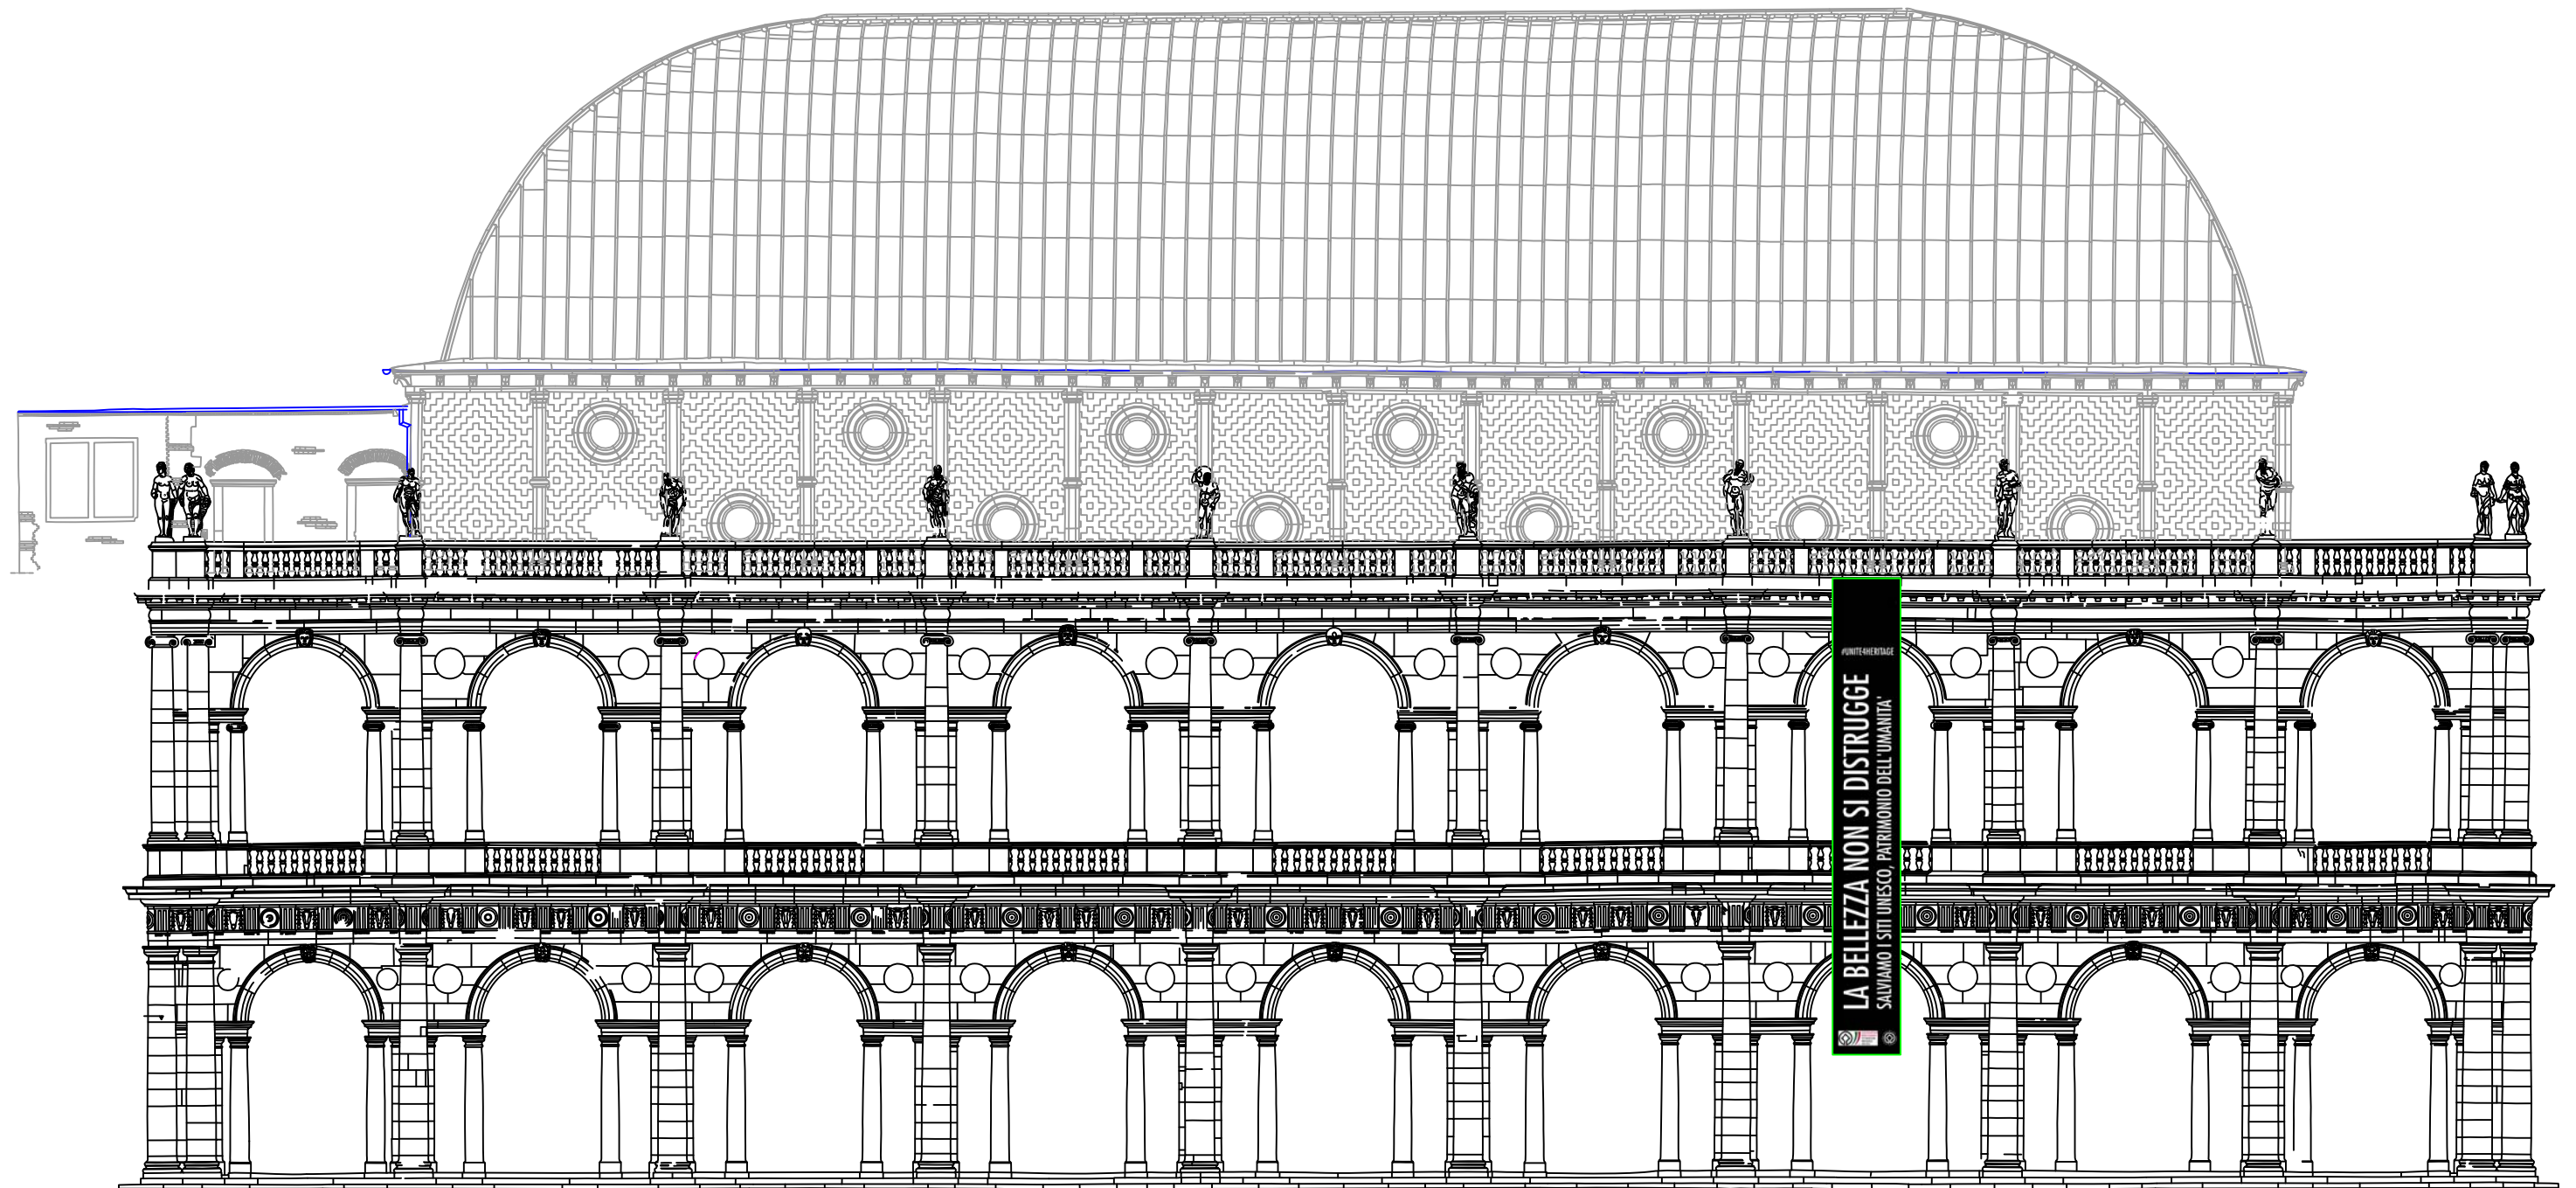 #UNITE4HERITAGE
LA BELLEZZA NON SI DISTRUGGE
SALVIAMO I SITI UNESCO, PATRIMONIO DELL'UMANITA'